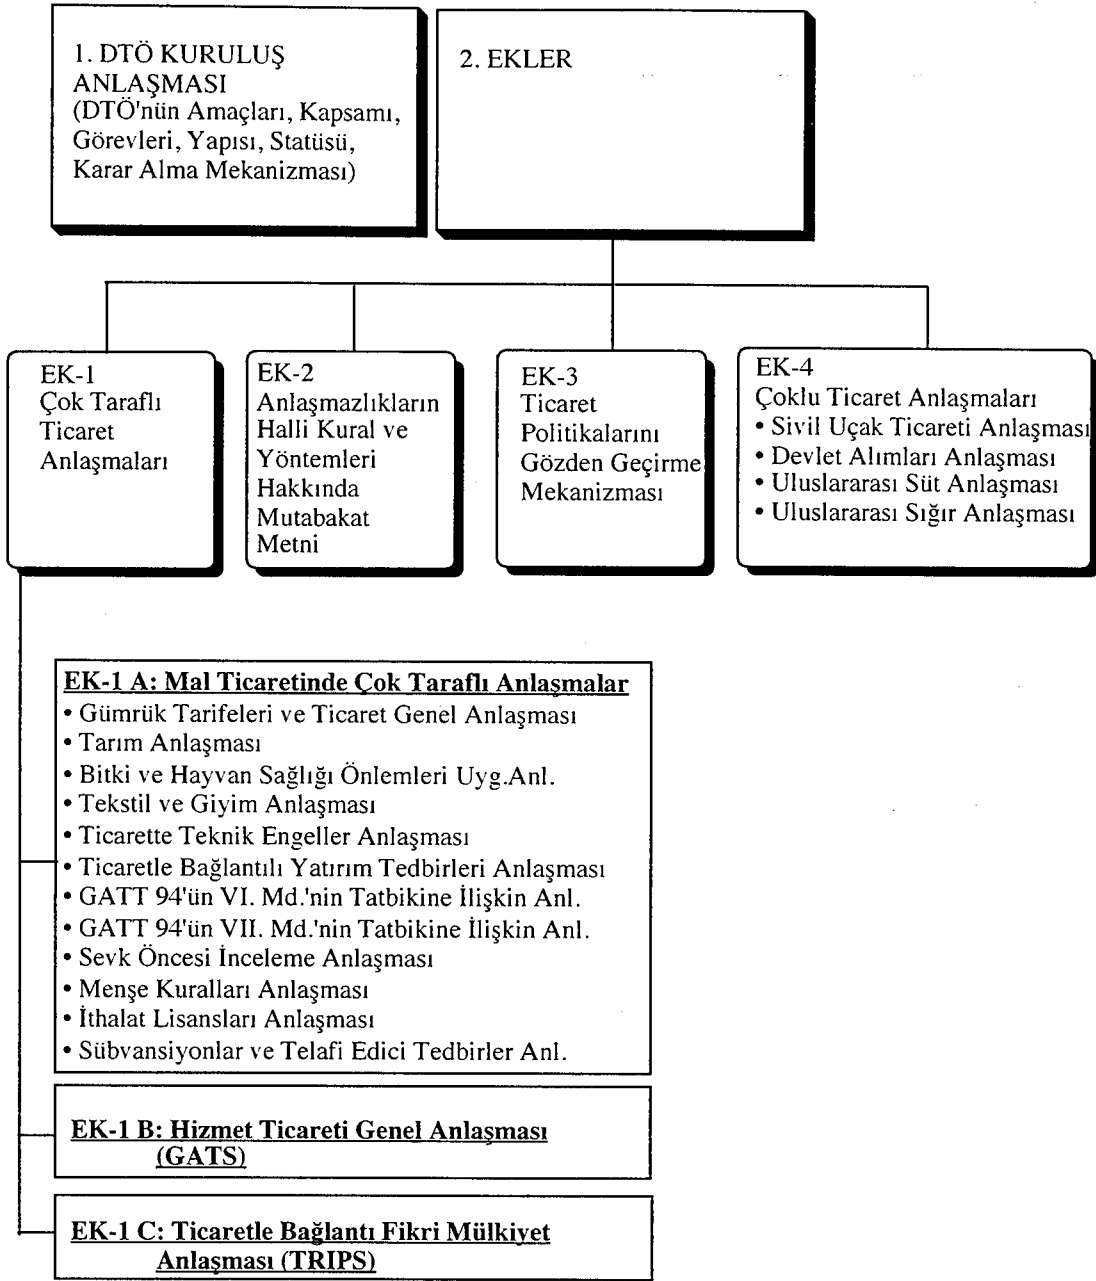 1. DTÖ KURULUŞ
ANLAŞMASI
(DTÖ'nün Amaçları, Kapsamı,
Görevleri, Yapısı, Statüsü,
Karar Alma Mekanizması)
2. EKLER
EK-1
Çok Taraflı
Ticaret
Anlaşmaları
EK-2
Anlaşmazlıkların
Halli Kural ve
Yöntemleri
Hakkında
Mutabakat
Metni
EK-3
Ticaret
Politikalarını
Gözden Geçirme
Mekanizması
EK-4
Çoklu Ticaret Anlaşmaları
• Sivil Uçak Ticareti Anlaşması
• Devlet Alımları Anlaşması
• Uluslararası Süt Anlaşması
• Uluslararası Sığır Anlaşması
EK-1 A: Mal Ticaretinde Çok Taraflı Anlaşmalar
• Gümrük Tarifeleri ve Ticaret Genel Anlaşması
• Tarım Anlaşması
• Bitki ve Hayvan Sağlığı Önlemleri Uyg.Anl.
• Tekstil ve Giyim Anlaşması
• Ticarette Teknik Engeller Anlaşması
• Ticaretle Bağlantılı Yatırım Tedbirleri Anlaşması
• GATT 94'ün VI. Md.'nin Tatbikine İlişkin Anl.
• GATT 94'ün VII. Md.'nin Tatbikine İlişkin Anl.
• Sevk Öncesi İnceleme Anlaşması
• Menşe Kuralları Anlaşması
• İthalat Lisansları Anlaşması
• Sübvansiyonlar ve Telafi Edici Tedbirler Anl.
EK-1 B: Hizmet Ticareti Genel Anlaşması
(GATS)
EK-1 C: Ticaretle Bağlantı Fikri Mülkiyet
Anlaşması (TRIPS)